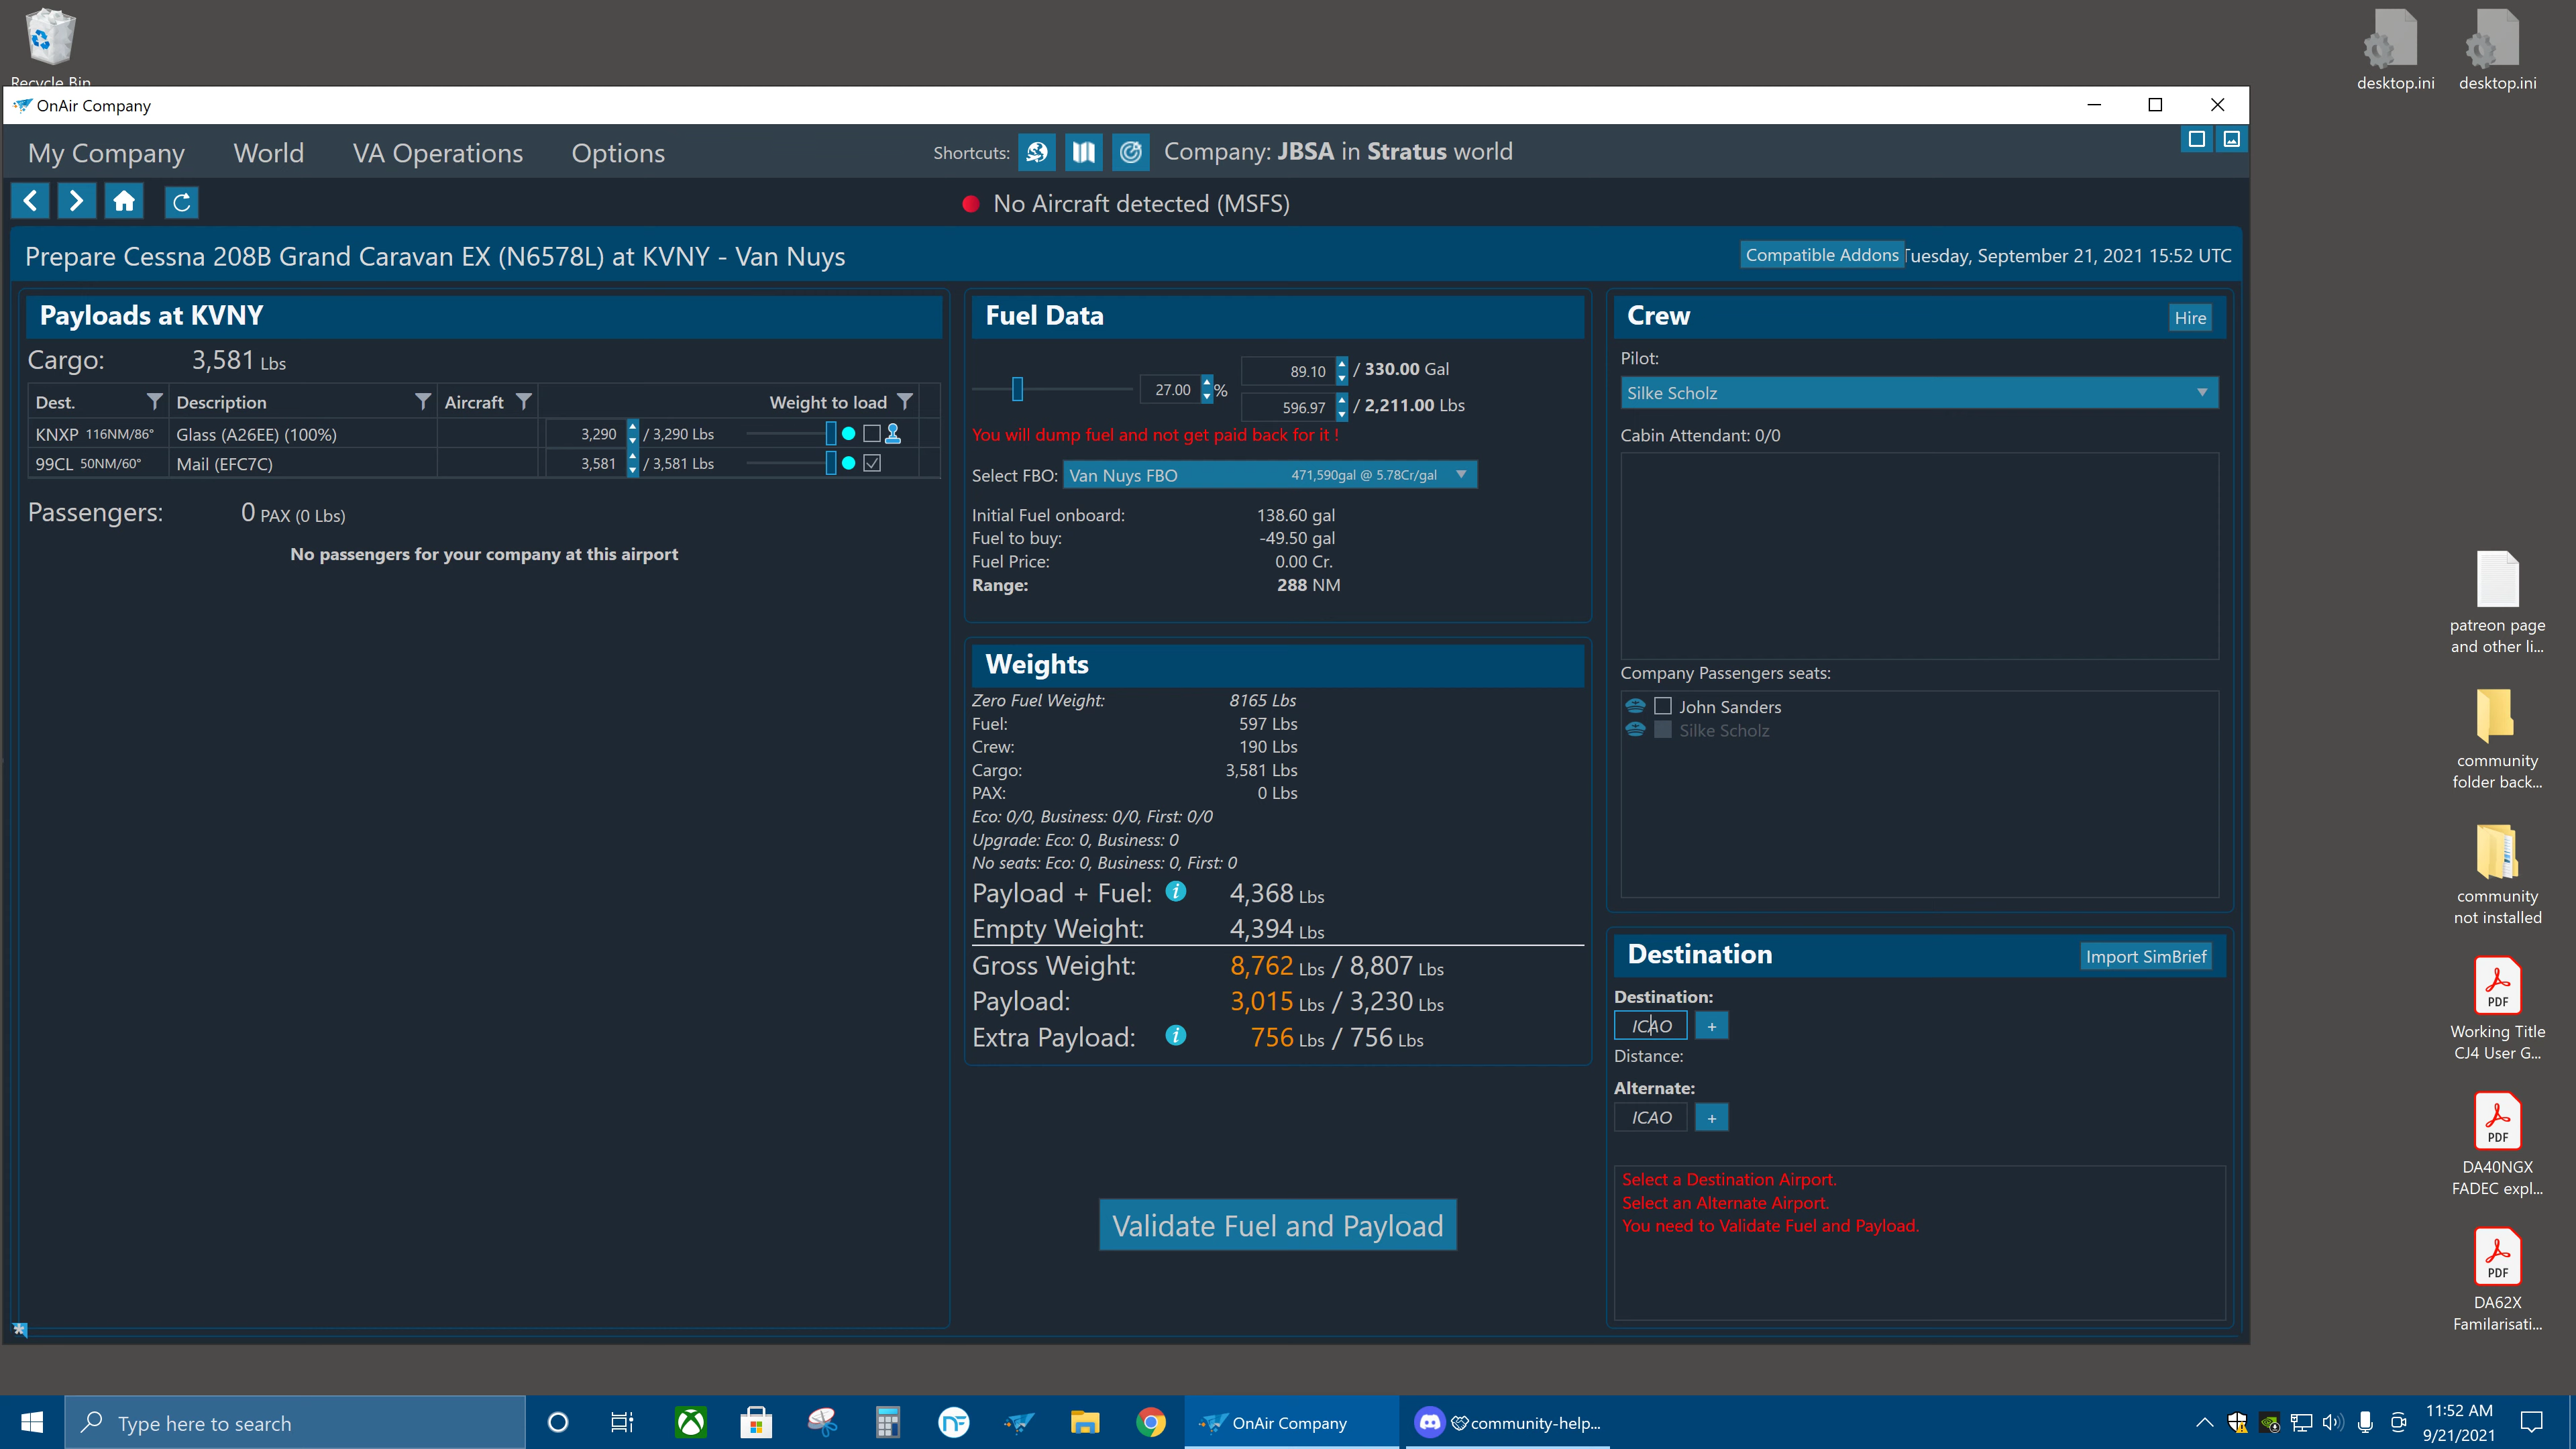 Recycle Bin
desktop.ini
desktop.ini
OnAir Company
My Company World VA Operations Options
Shortcuts:
Company: JBSA in Stratus world
No Aircraft detected (MSFS)
Prepare Cessna 208B Grand Caravan EX (N6578L) at KVNY - Van Nuys
Compatible Addons
Tuesday, September 21, 2021 15:52 UTC
Payloads at KVNY
Cargo: 3,581 Lbs
Dest. Description Aircraft Weight to load
KNXP 116NM/86° Glass (A26EE) (100%) 3,290 / 3,290 Lbs
99CL 50NM/60° Mail (EFC7C) 3,581 / 3,581 Lbs
Passengers: 0 PAX (0 Lbs)
No passengers for your company at this airport
Fuel Data
27.00 %
89.10 / 330.00 Gal
596.97 / 2,211.00 Lbs
You will dump fuel and not get paid back for it !
Select FBO: Van Nuys FBO 471,590gal @ 5.78Cr/gal
Initial Fuel onboard: 138.60 gal
Fuel to buy: -49.50 gal
Fuel Price: 0.00 Cr.
Range: 288 NM
Weights
Zero Fuel Weight: 8165 Lbs
Fuel: 597 Lbs
Crew: 190 Lbs
Cargo: 3,581 Lbs
PAX: 0 Lbs
Eco: 0/0, Business: 0/0, First: 0/0
Upgrade: Eco: 0, Business: 0
No seats: Eco: 0, Business: 0, First: 0
Payload + Fuel: i 4,368 Lbs
Empty Weight: 4,394 Lbs
Gross Weight: 8,762 Lbs / 8,807 Lbs
Payload: 3,015 Lbs / 3,230 Lbs
Extra Payload: i 756 Lbs / 756 Lbs
Validate Fuel and Payload
Crew
Hire
Pilot:
Silke Scholz
Cabin Attendant: 0/0
Company Passengers seats:
John Sanders
Silke Scholz
Destination
Import SimBrief
Destination:
ICAO +
Distance:
Alternate:
ICAO +
Select a Destination Airport.
Select an Alternate Airport.
You need to Validate Fuel and Payload.
patreon page
and other li...
community
folder back...
community
not installed
PDF
Working Title
CJ4 User G...
PDF
DA40NGX
FADEC expl...
PDF
DA62X
Familarisati...
Type here to search
OnAir Company
community-help...
11:52 AM
9/21/2021